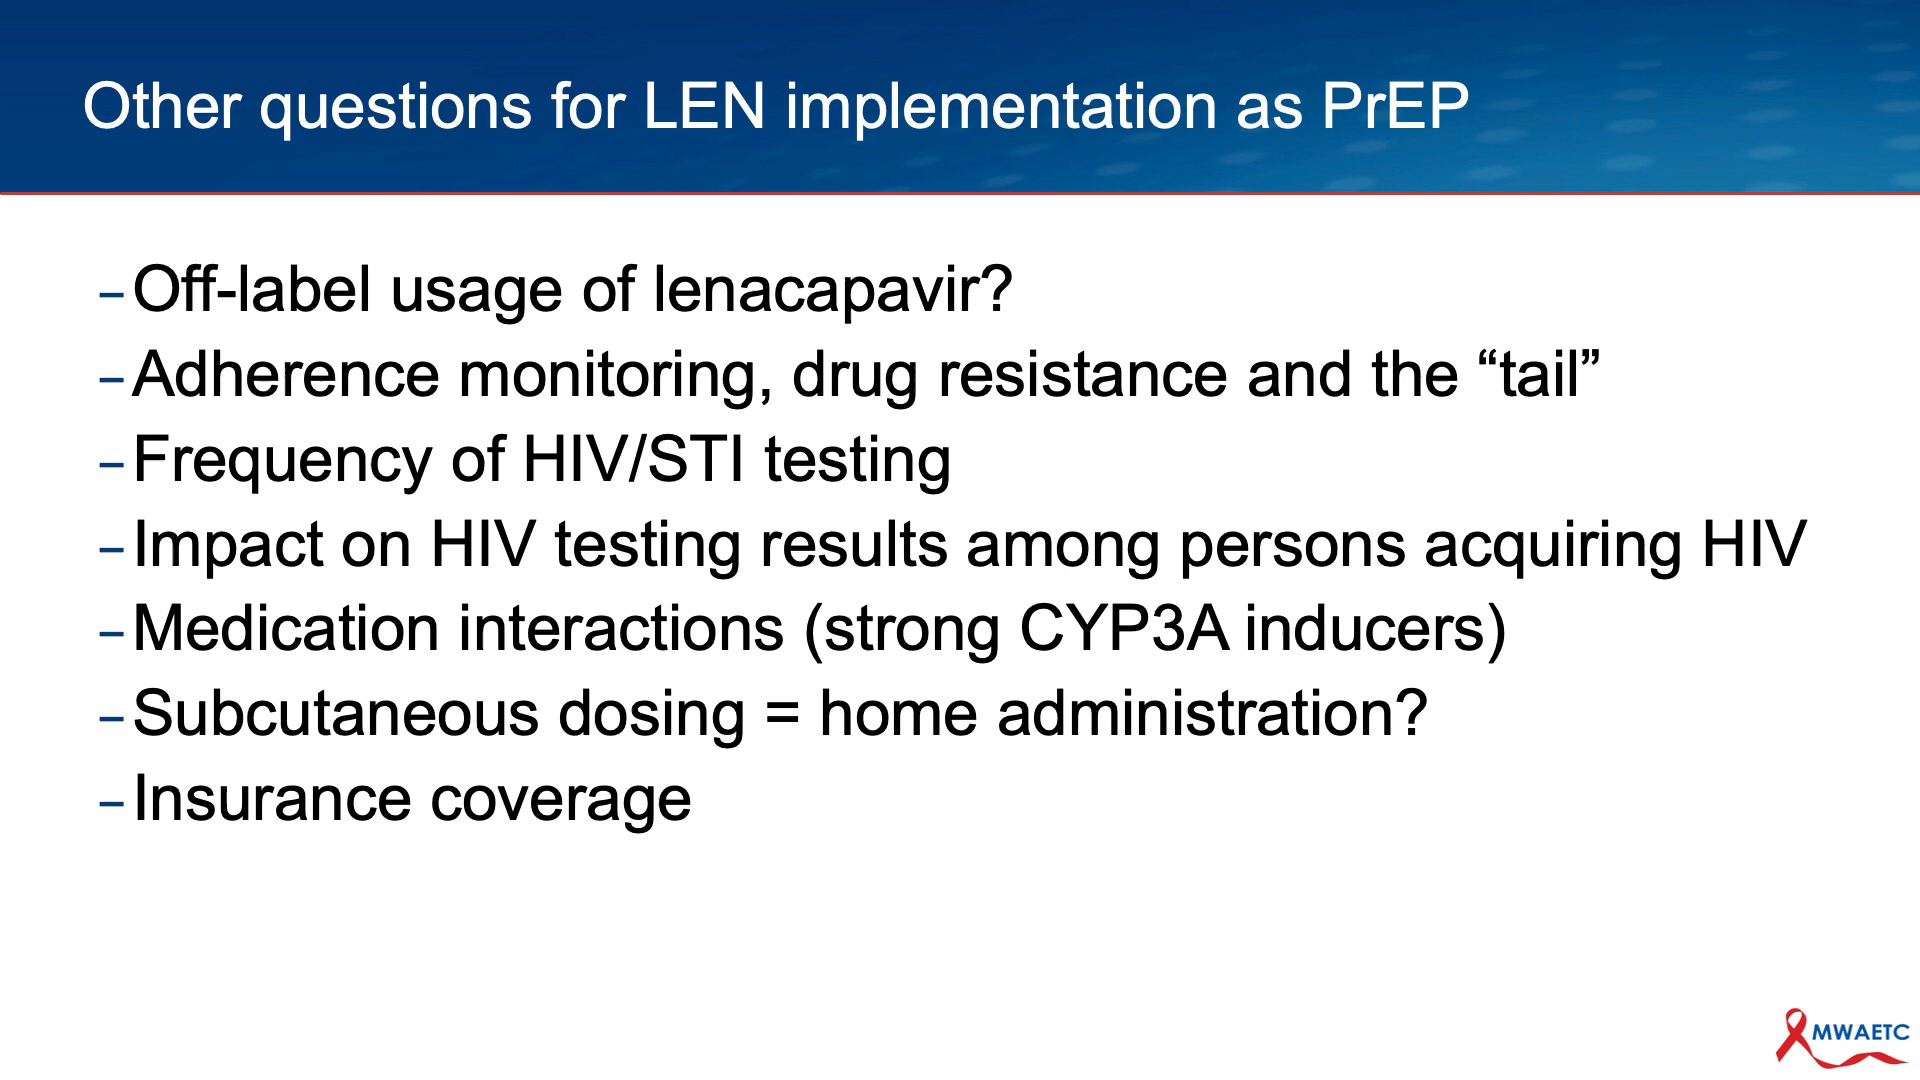 Other questions for LEN implementation as PrEP
–Off-label usage of lenacapavir?
–Adherence monitoring, drug resistance and the “tail”
–Frequency of HIV/STI testing
–Impact on HIV testing results among persons acquiring HIV
–Medication interactions (strong CYP3A inducers)
–Subcutaneous dosing = home administration?
–Insurance coverage
MWAETC